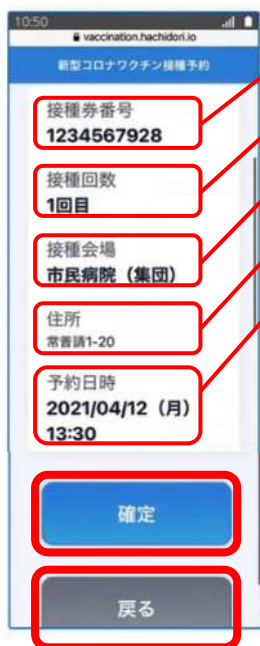 10:50
vaccination.hachidori.io
新型コロナワクチン接種予約
接種券番号
1234567928
接種回数
1回目
接種会場
市民病院（集団）
住所
常普請1-20
予約日時
2021/04/12（月）
13:30
確定
戻る